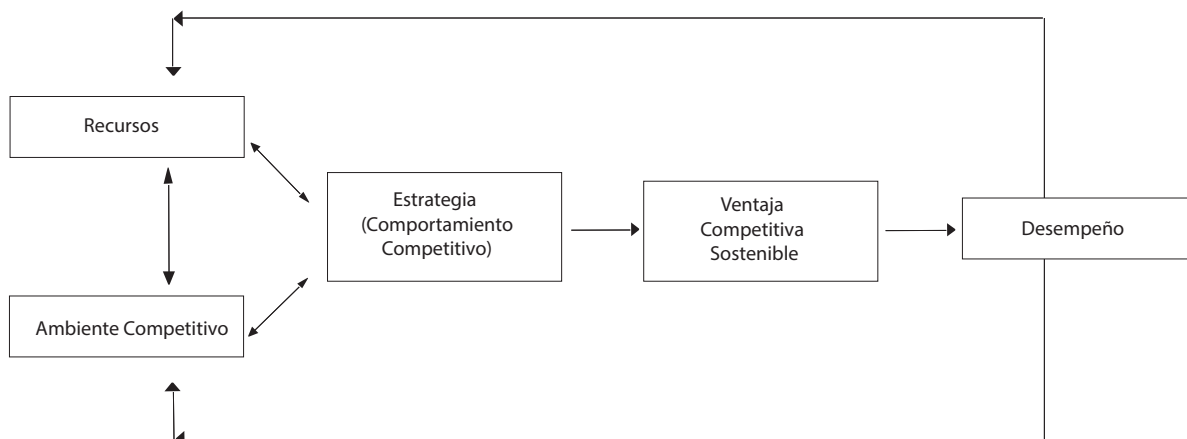 Recursos
Ambiente Competitivo
Estrategia
(Comportamiento
Competitivo)
Ventaja
Competitiva
Sostenible
Desempeño